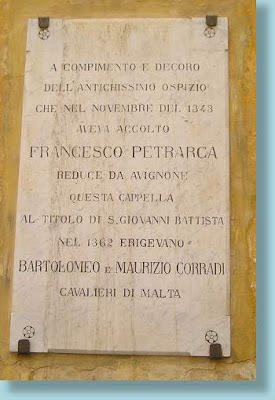 A COMPIMENTO E DECORO
DELL'ANTICHISSIMO OSPIZIO
CHE NEL NOVEMBRE DEL 1343
AVEVA ACCOLTO
FRANCESCO PETRARCA
REDUCE DA AVIGNONE
QUESTA CAPPELLA
AL TITOLO DI S. GIOVANNI BATTISTA
NEL 1362 ERIGEVANO
BARTOLOMEO E MAURIZIO CORRADI
CAVALIERI DI MALTA